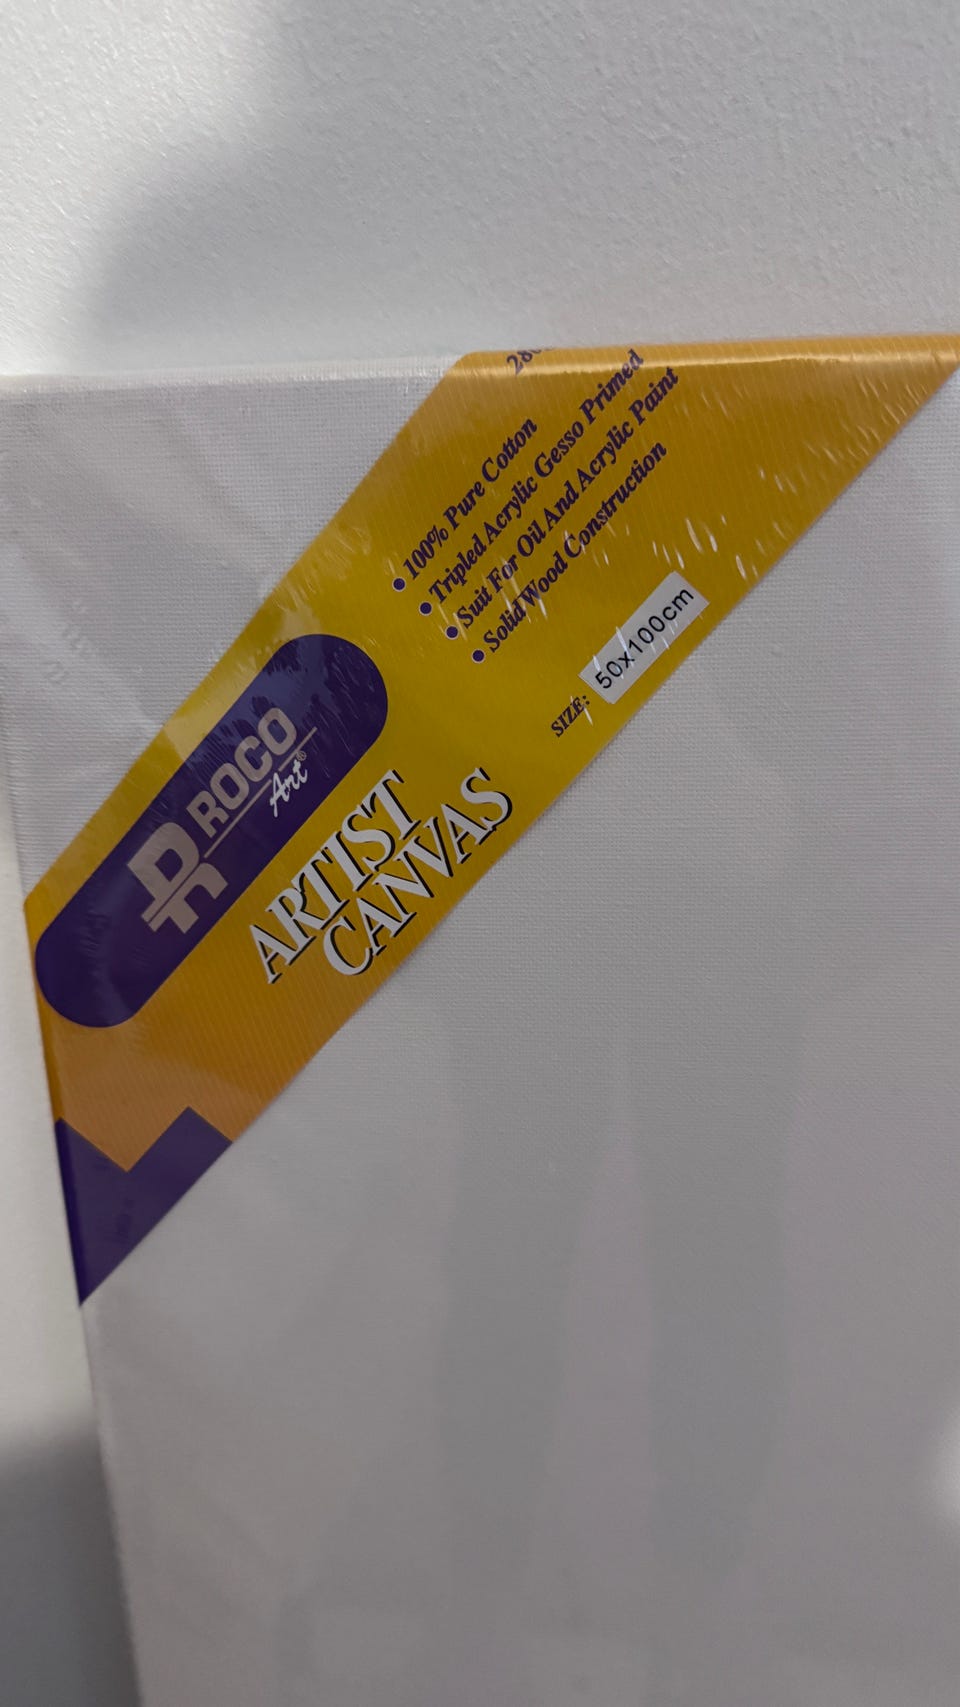 • 100% Pure Cotton
• Tripled Acrylic Gesso Primed
• Suit For Oil And Acrylic Paint
• Solid Wood Construction
SIZE: 50x100cm
ROCO
Art®
ARTIST
CANVAS